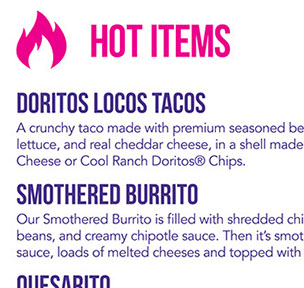 HOT ITEMS
DORITOS LOCOS TACOS
A crunchy taco made with premium seasoned be
lettuce, and real cheddar cheese, in a shell made
Cheese or Cool Ranch Doritos® Chips.
SMOTHERED BURRITO
Our Smothered Burrito is filled with shredded chi
beans, and creamy chipotle sauce. Then it's smot
sauce, loads of melted cheeses and topped with
QUESARITO